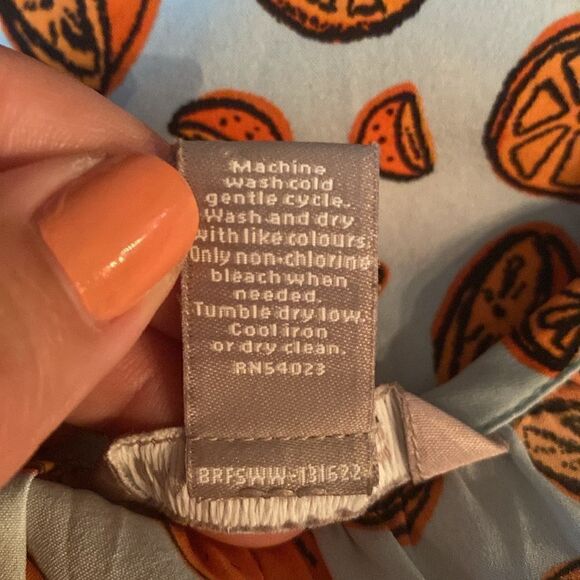 Machine
wash cold
gentle cycle.
Wash and dry
with like colours.
Only non-chlorine
bleach when
needed.
Tumble dry low.
Cool iron
or dry clean.
RN54023
BRFSWW-131622